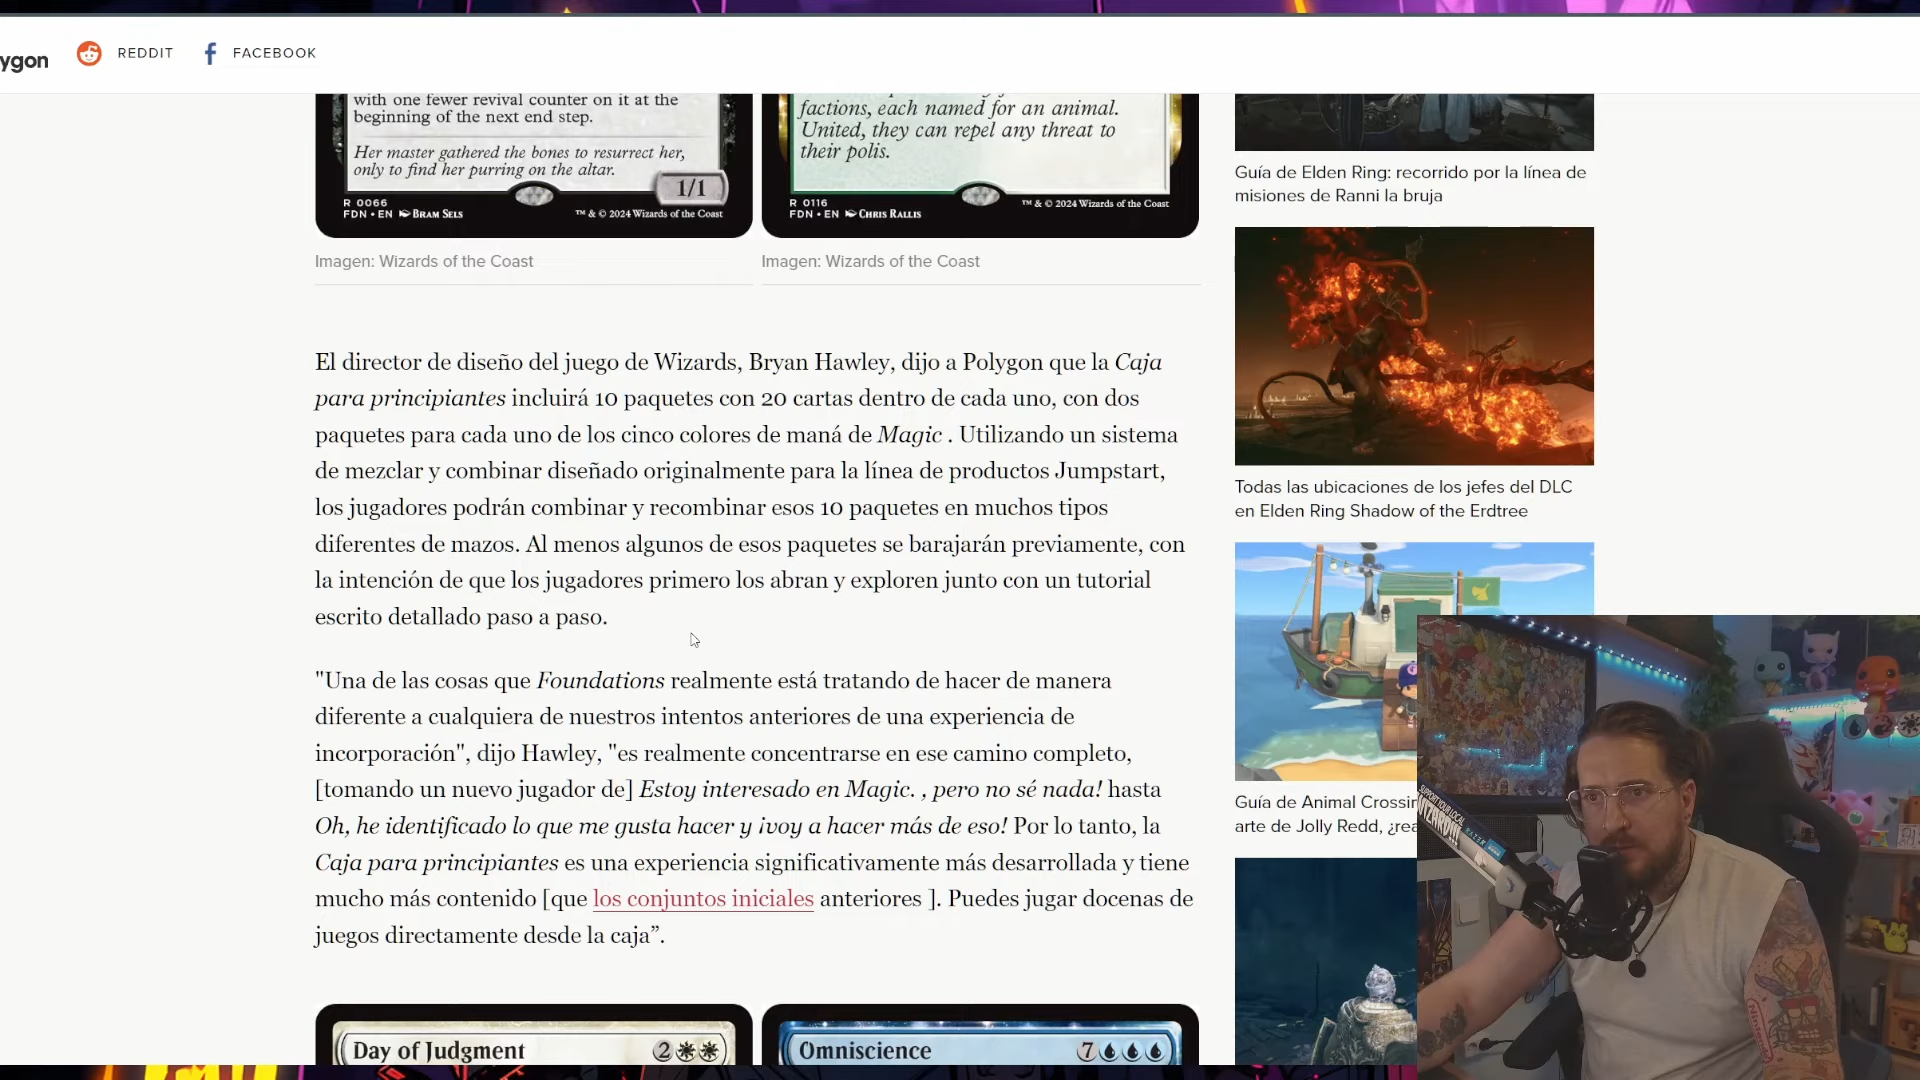 ygon
REDDIT
FACEBOOK
with one fewer revival counter on it at the
beginning of the next end step.
Her master gathered the bones to resurrect her,
only to find her purring on the altar.
1/1
R 0066
FDN • EN BRAM SELS
™ & © 2024 Wizards of the Coast
factions, each named for an animal.
United, they can repel any threat to
their polis.
R 0116
FDN • EN CHRIS RALLIS
™ & © 2024 Wizards of the Coast
Imagen: Wizards of the Coast
Imagen: Wizards of the Coast
El director de diseño del juego de Wizards, Bryan Hawley, dijo a Polygon que la Caja
para principiantes incluirá 10 paquetes con 20 cartas dentro de cada uno, con dos
paquetes para cada uno de los cinco colores de maná de Magic . Utilizando un sistema
de mezclar y combinar diseñado originalmente para la línea de productos Jumpstart,
los jugadores podrán combinar y recombinar esos 10 paquetes en muchos tipos
diferentes de mazos. Al menos algunos de esos paquetes se barajarán previamente, con
la intención de que los jugadores primero los abran y exploren junto con un tutorial
escrito detallado paso a paso.
"Una de las cosas que Foundations realmente está tratando de hacer de manera
diferente a cualquiera de nuestros intentos anteriores de una experiencia de
incorporación", dijo Hawley, "es realmente concentrarse en ese camino completo,
[tomando un nuevo jugador de] Estoy interesado en Magic. , pero no sé nada! hasta
Oh, he identificado lo que me gusta hacer y ¡voy a hacer más de eso! Por lo tanto, la
Caja para principiantes es una experiencia significativamente más desarrollada y tiene
mucho más contenido [que los conjuntos iniciales anteriores ]. Puedes jugar docenas de
juegos directamente desde la caja”.
Day of Judgment
2
Omniscience
7
Guía de Elden Ring: recorrido por la línea de
misiones de Ranni la bruja
Todas las ubicaciones de los jefes del DLC
en Elden Ring Shadow of the Erdtree
Guía de Animal Crossin
arte de Jolly Redd, ¿rea
SUPPORT YOUR LOCAL
RAZER